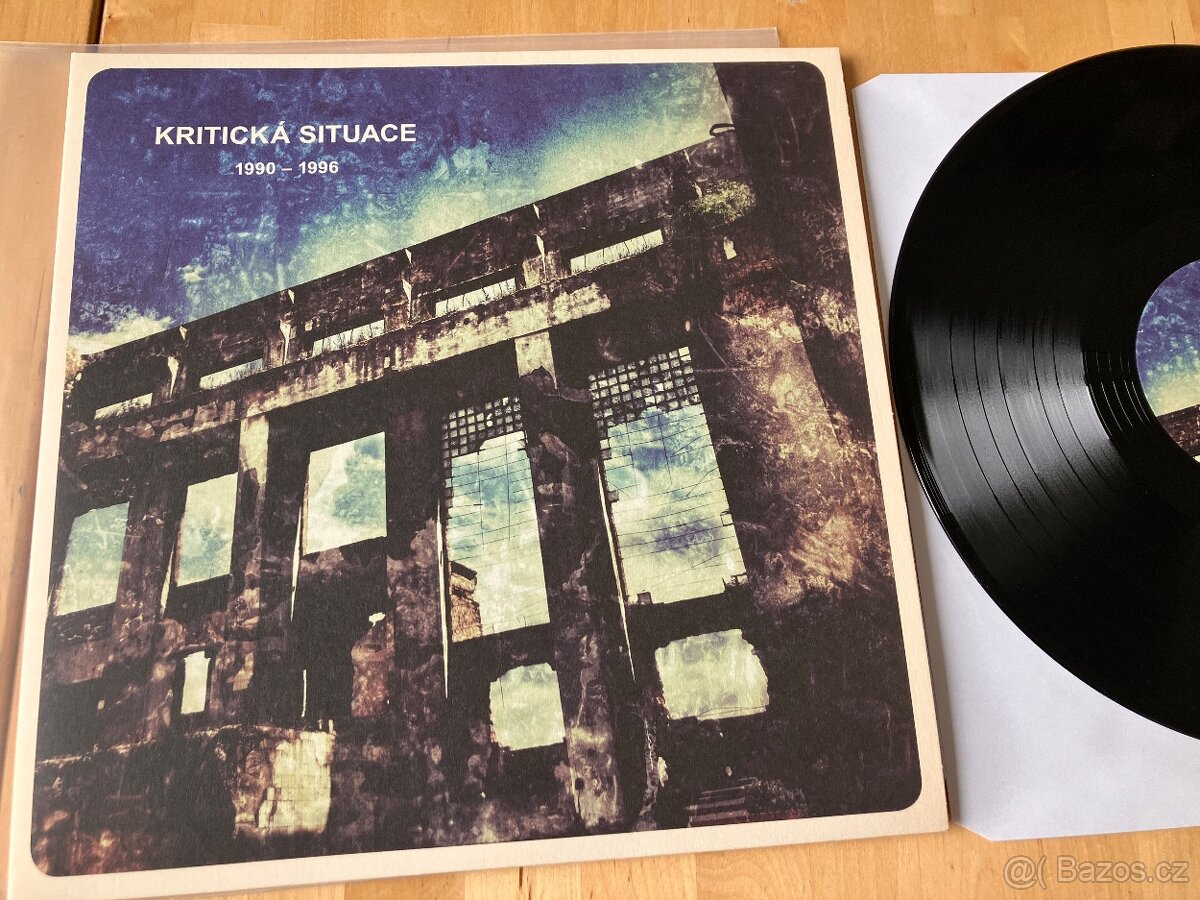 KRITICKÁ SITUACE
1990 – 1996
@( Bazos.cz